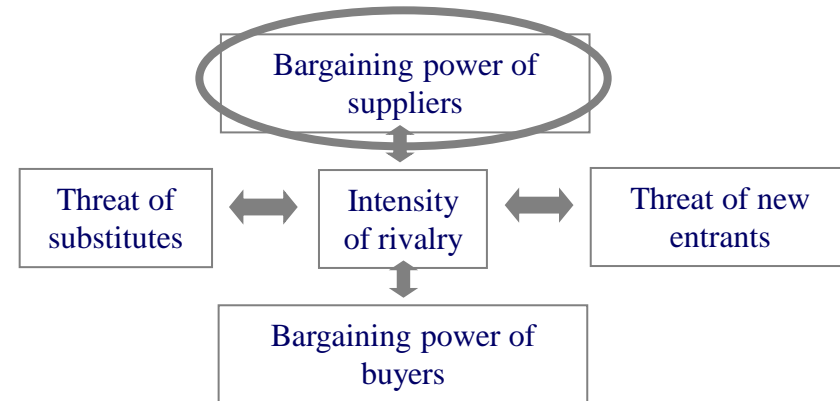 Bargaining power of
suppliers
Threat of
substitutes
Intensity
of rivalry
Threat of new
entrants
Bargaining power of
buyers